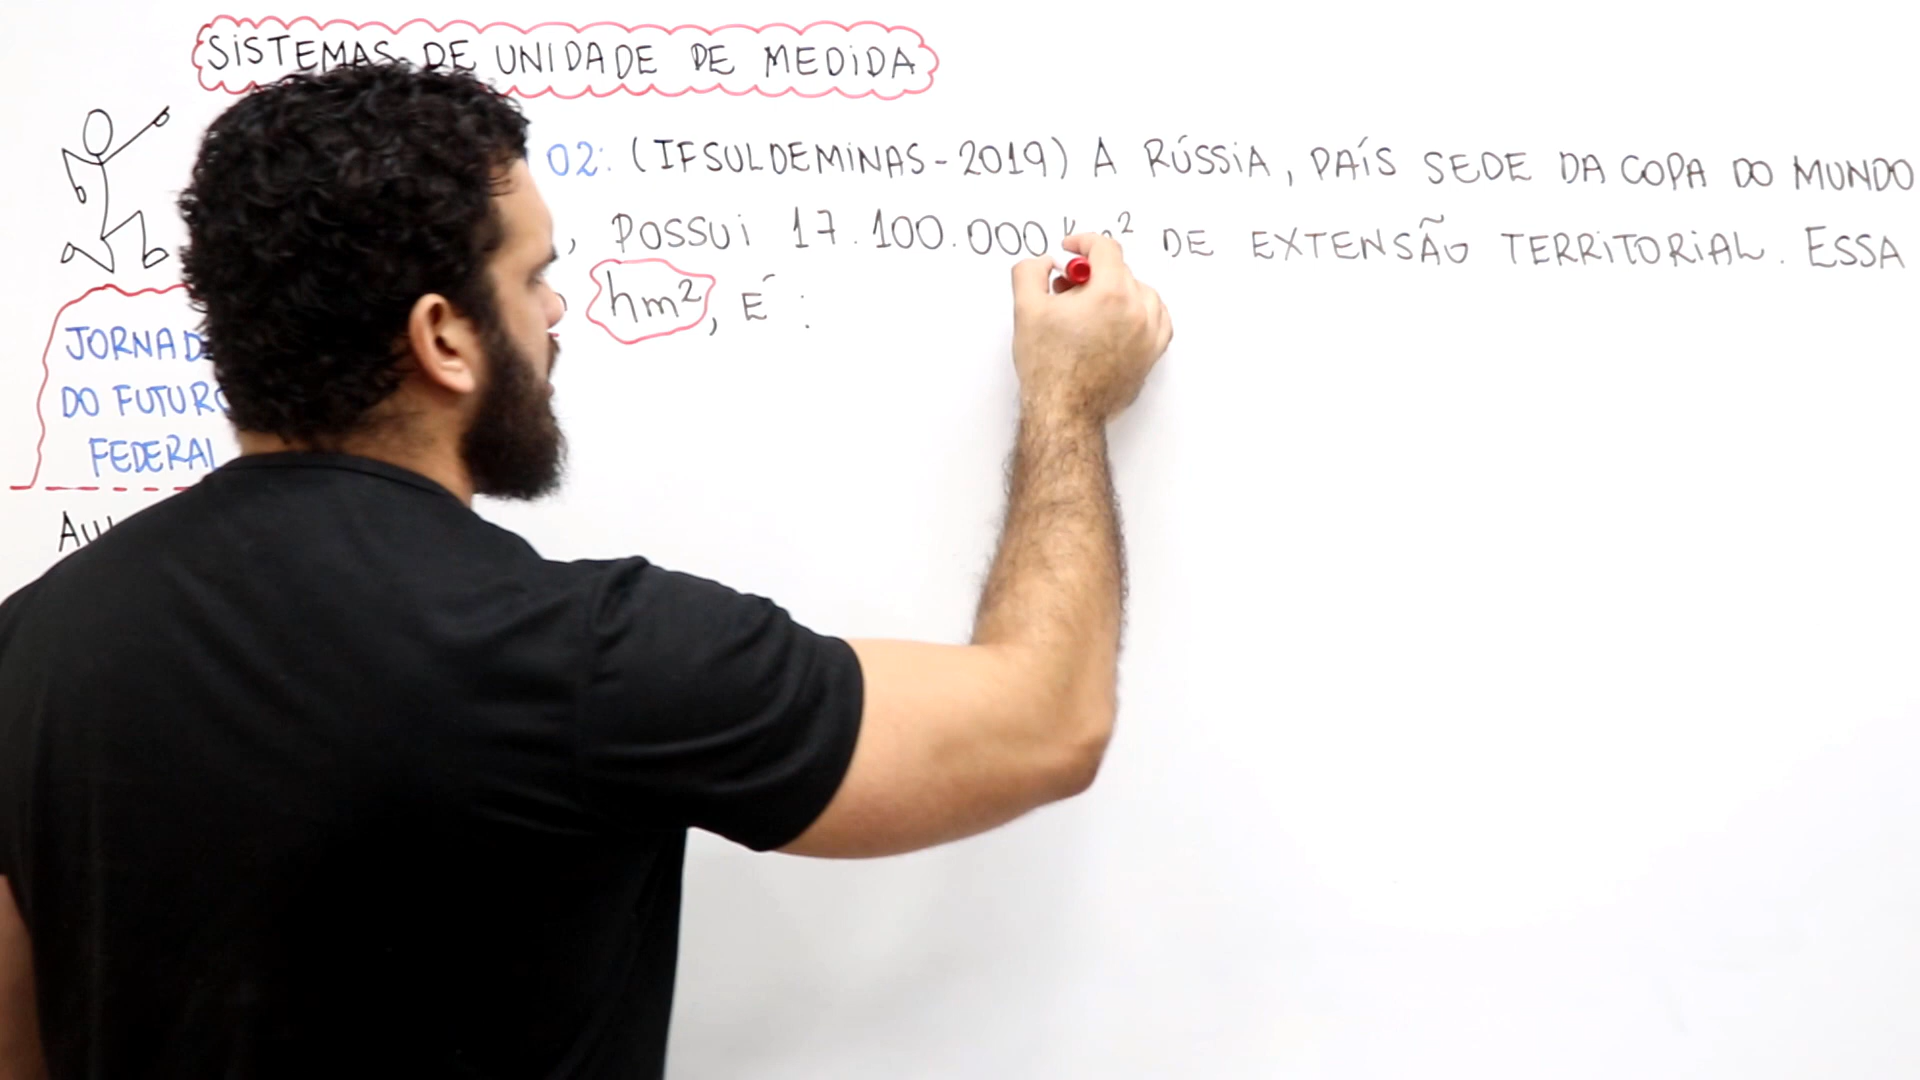 SISTEMAS DE UNIDADE DE MEDIDA
02: (IFSULDEMINAS-2019) A RÚSSIA, PAÍS SEDE DA COPA DO MUNDO
, POSSUI 17.100.000 km² DE EXTENSÃO TERRITORIAL. ESSA
hm², É:
JORNAD
DO FUTURO
FEDERAL